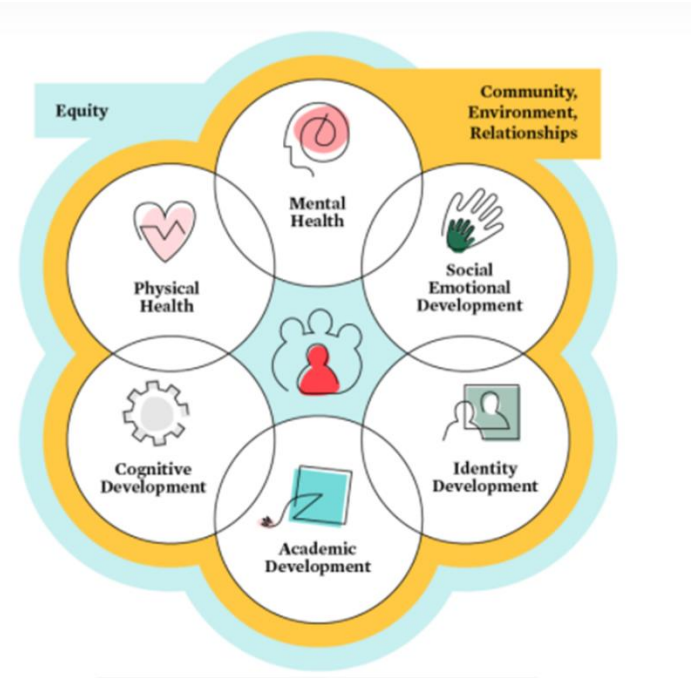 Equity
Community,
Environment,
Relationships
Mental
Health
Physical
Health
Social
Emotional
Development
Cognitive
Development
Identity
Development
Academic
Development